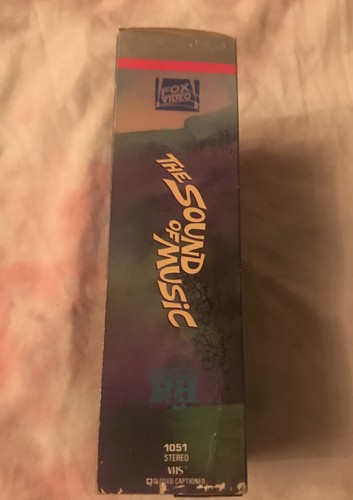 FOX
VIDEO
THE SOUND
OF MUSIC
1051
STEREO
VHS
CLOSED CAPTIONED